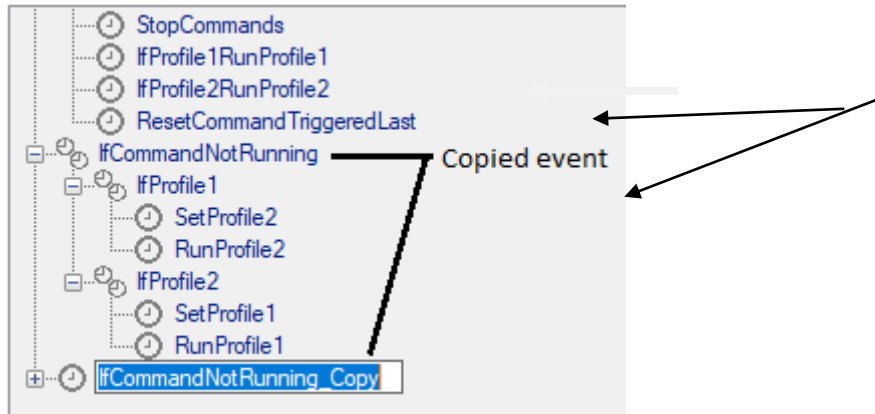 StopCommands
IfProfile1RunProfile1
IfProfile2RunProfile2
ResetCommandTriggeredLast
IfCommandNotRunning Copied event
IfProfile1
SetProfile2
RunProfile2
IfProfile2
SetProfile1
RunProfile1
IfCommandNotRunning_Copy